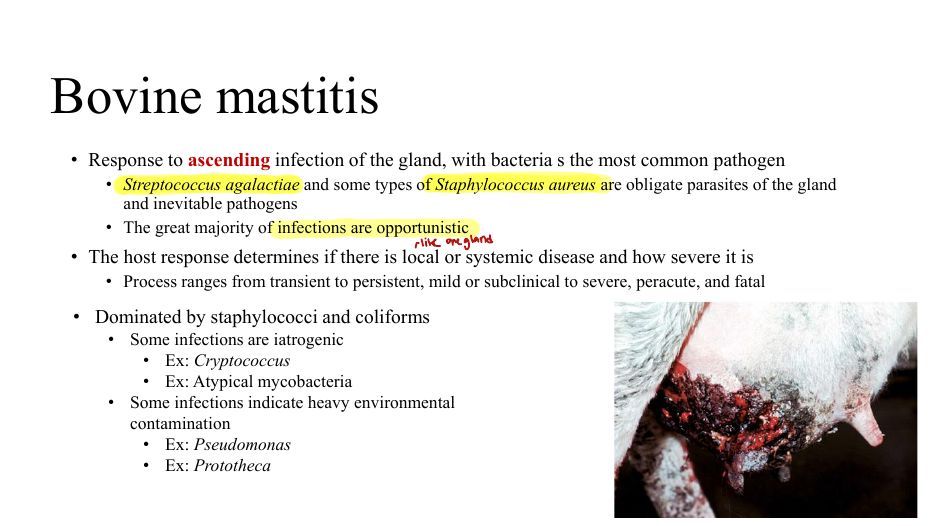 Bovine mastitis
• Response to ascending infection of the gland, with bacteria s the most common pathogen
• Streptococcus agalactiae and some types of Staphylococcus aureus are obligate parasites of the gland
and inevitable pathogens
• The great majority of infections are opportunistic
like one gland
• The host response determines if there is local or systemic disease and how severe it is
• Process ranges from transient to persistent, mild or subclinical to severe, peracute, and fatal
• Dominated by staphylococci and coliforms
• Some infections are iatrogenic
• Ex: Cryptococcus
• Ex: Atypical mycobacteria
• Some infections indicate heavy environmental
contamination
• Ex: Pseudomonas
• Ex: Prototheca